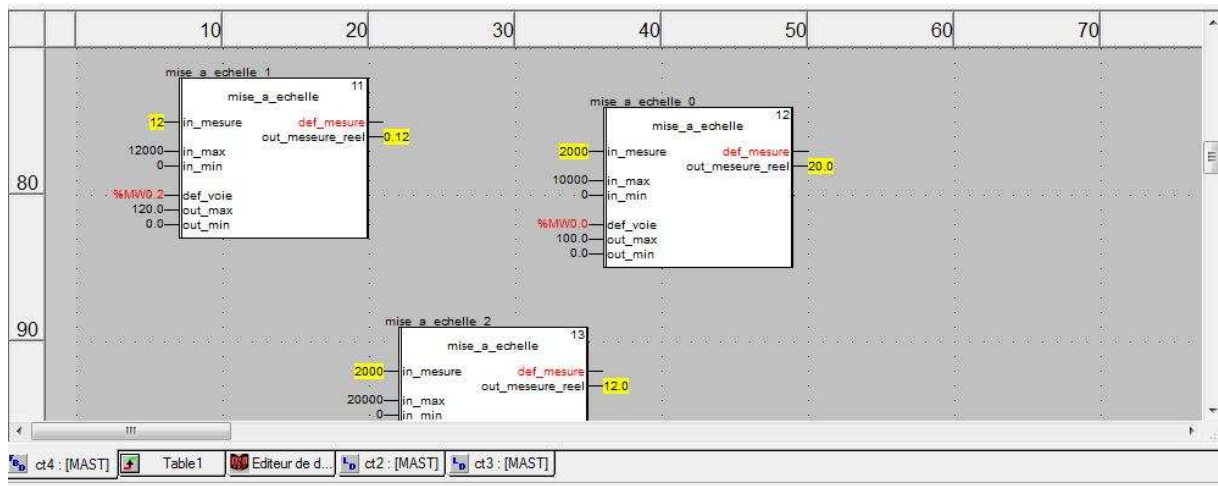 10 20 30 40 50 60 70
80
90
mise_a_echelle_1
11
mise_a_echelle
12 in_mesure def_mesure
out_meseure_reel 0.12
12000 in_max
0 in_min
%MW0.2 def_voie
120.0 out_max
0.0 out_min
mise_a_echelle_0
12
mise_a_echelle
2000 in_mesure def_mesure
out_meseure_reel 20.0
10000 in_max
0 in_min
%MW0.0 def_voie
100.0 out_max
0.0 out_min
mise_a_echelle_2
13
mise_a_echelle
2000 in_mesure def_mesure
out_meseure_reel 12.0
20000 in_max
0 in_min
ct4 : [MAST] Table1 Editeur de d... ct2 : [MAST] ct3 : [MAST]